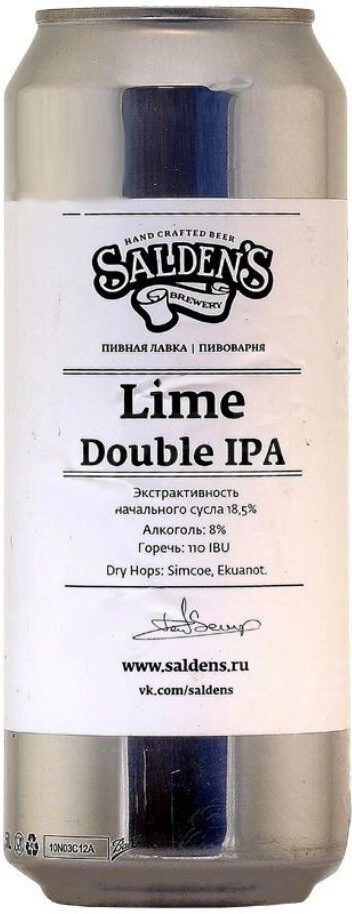 HAND CRAFTED BEER
SALDEN'S
BREWERY
ПИВНАЯ ЛАВКА | ПИВОВАРНЯ
Lime
Double IPA
Экстрактивность
начального сусла 18,5%
Алкоголь: 8%
Горечь: 110 IBU
Dry Hops: Simcoe, Ekuanot.
www.saldens.ru
vk.com/saldens
10N03C12A